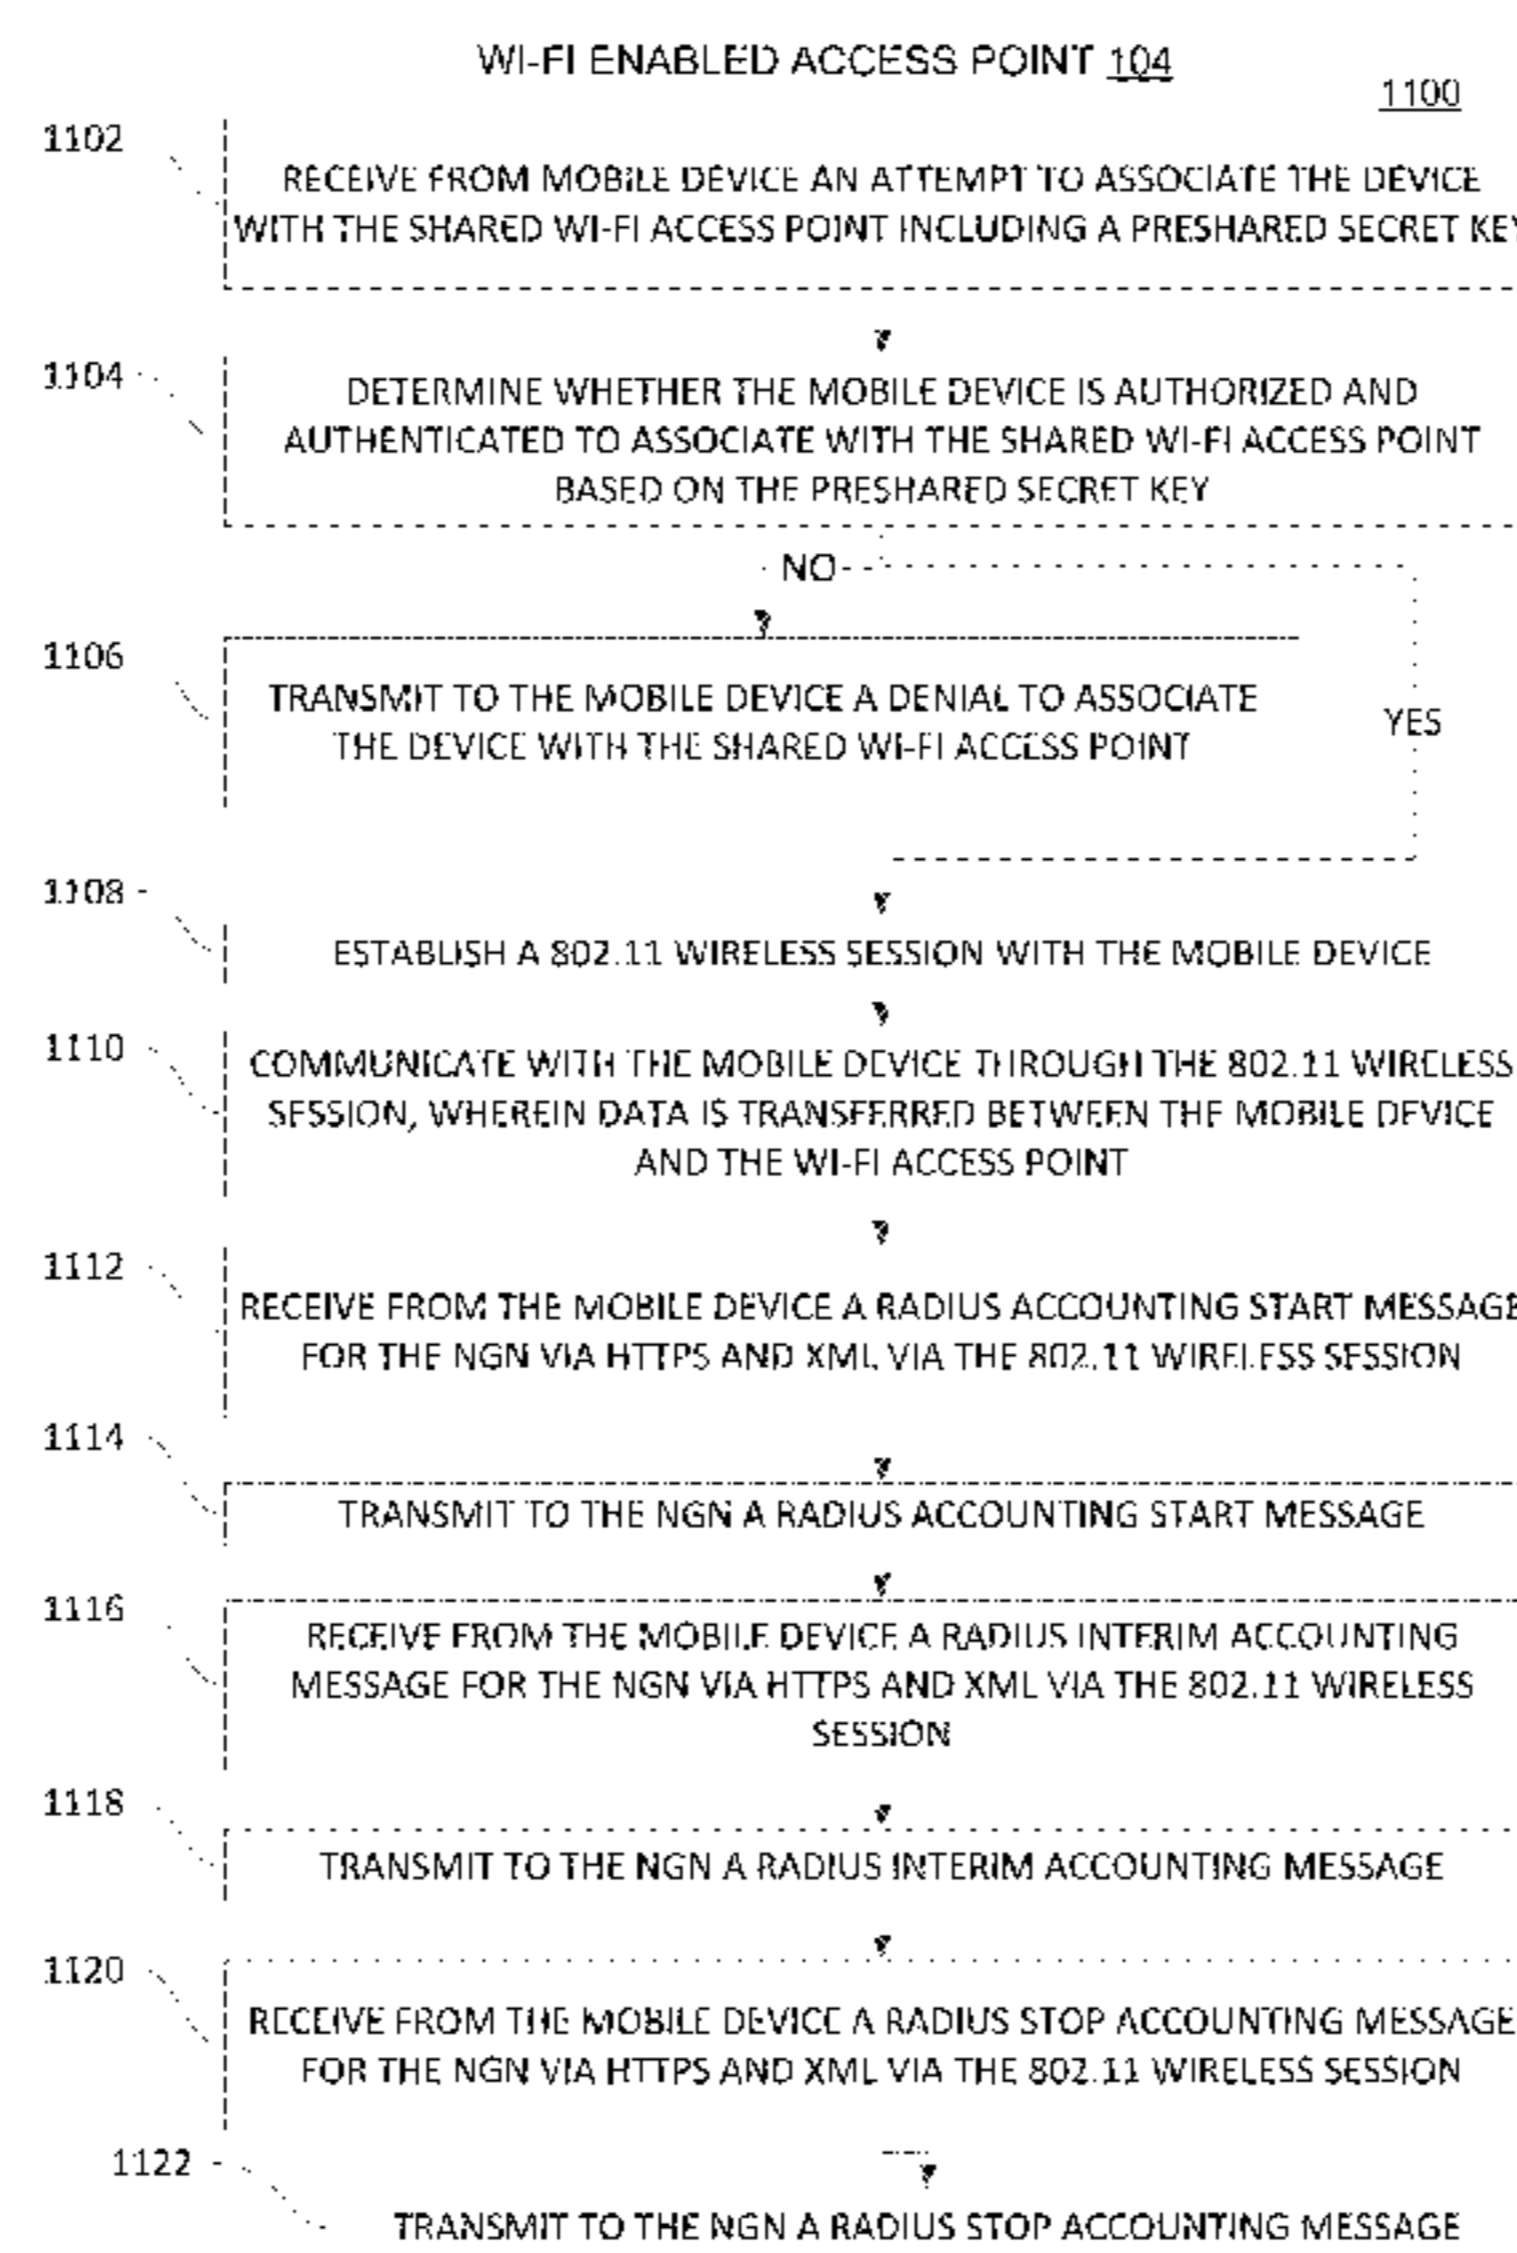 WI-FI ENABLED ACCESS POINT 104
1100
1102
RECEIVE FROM MOBILE DEVICE AN ATTEMPT TO ASSOCIATE THE DEVICE
WITH THE SHARED WI-FI ACCESS POINT INCLUDING A PRESHARED SECRET KEY
1104
DETERMINE WHETHER THE MOBILE DEVICE IS AUTHORIZED AND
AUTHENTICATED TO ASSOCIATE WITH THE SHARED WI-FI ACCESS POINT
BASED ON THE PRESHARED SECRET KEY
NO
1106
TRANSMIT TO THE MOBILE DEVICE A DENIAL TO ASSOCIATE
THE DEVICE WITH THE SHARED WI-FI ACCESS POINT
YES
1108
ESTABLISH A 802.11 WIRELESS SESSION WITH THE MOBILE DEVICE
1110
COMMUNICATE WITH THE MOBILE DEVICE THROUGH THE 802.11 WIRELESS
SESSION, WHEREIN DATA IS TRANSFERRED BETWEEN THE MOBILE DEVICE
AND THE WI-FI ACCESS POINT
1112
RECEIVE FROM THE MOBILE DEVICE A RADIUS ACCOUNTING START MESSAGE
FOR THE NGN VIA HTTPS AND XML VIA THE 802.11 WIRELESS SESSION
1114
TRANSMIT TO THE NGN A RADIUS ACCOUNTING START MESSAGE
1116
RECEIVE FROM THE MOBILE DEVICE A RADIUS INTERIM ACCOUNTING
MESSAGE FOR THE NGN VIA HTTPS AND XML VIA THE 802.11 WIRELESS
SESSION
1118
TRANSMIT TO THE NGN A RADIUS INTERIM ACCOUNTING MESSAGE
1120
RECEIVE FROM THE MOBILE DEVICE A RADIUS STOP ACCOUNTING MESSAGE
FOR THE NGN VIA HTTPS AND XML VIA THE 802.11 WIRELESS SESSION
1122
TRANSMIT TO THE NGN A RADIUS STOP ACCOUNTING MESSAGE